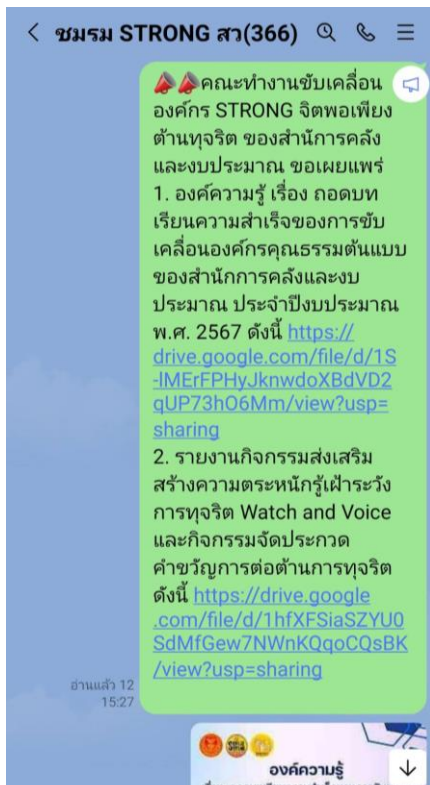 ชมรม STRONG สว(366)
📣📣คณะทำงานขับเคลื่อน
องค์กร STRONG จิตพอเพียง
ต้านทุจริต ของสำนักการคลัง
และงบประมาณ ขอเผยแพร่
1. องค์ความรู้ เรื่อง ถอดบท
เรียนความสำเร็จของการขับ
เคลื่อนองค์กรคุณธรรมต้นแบบ
ของสำนักการคลังและงบ
ประมาณ ประจำปีงบประมาณ
พ.ศ. 2567 ดังนี้ https://
drive.google.com/file/d/1S
-lMErFPHyJknwdoXBdVD2
qUP73hO6Mm/view?usp=
sharing
2. รายงานกิจกรรมส่งเสริม
สร้างความตระหนักรู้เฝ้าระวัง
การทุจริต Watch and Voice
และกิจกรรมจัดประกวด
คำขวัญการต่อต้านการทุจริต
ดังนี้ https://drive.google
.com/file/d/1hfXFSiaSZYU0
SdMfGew7NWnKQqoCQsBK
/view?usp=sharing
อ่านแล้ว 12
15:27
องค์ความรู้